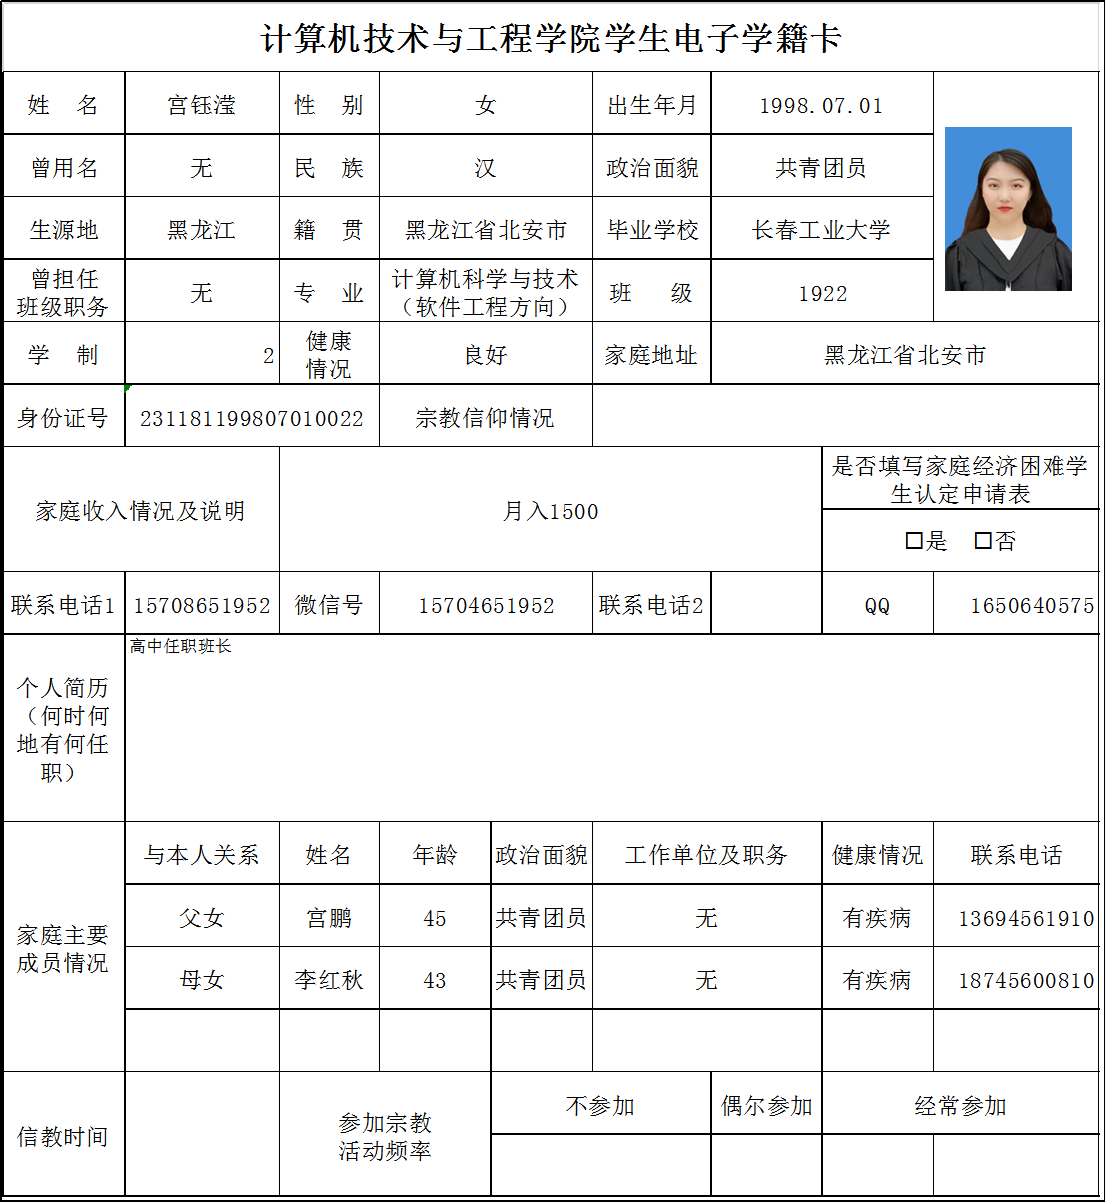 计算机技术与工程学院学生电子学籍卡
姓 名 宫钰滢 性 别 女 出生年月 1998.07.01
曾用名 无 民 族 汉 政治面貌 共青团员
生源地 黑龙江 籍 贯 黑龙江省北安市 毕业学校 长春工业大学
曾担任
班级职务 无 专 业 计算机科学与技术
（软件工程方向） 班 级 1922
学 制 2 健康
情况 良好 家庭地址 黑龙江省北安市
身份证号 231181199807010022 宗教信仰情况
家庭收入情况及说明 月入1500 是否填写家庭经济困难学
生认定申请表
□是 □否
联系电话1 15708651952 微信号 15704651952 联系电话2 QQ 1650640575
个人简历
（何时何
地有何任
职） 高中任职班长
家庭主要
成员情况 与本人关系 姓名 年龄 政治面貌 工作单位及职务 健康情况 联系电话
父女 宫鹏 45 共青团员 无 有疾病 13694561910
母女 李红秋 43 共青团员 无 有疾病 18745600810
信教时间 参加宗教
活动频率 不参加 偶尔参加 经常参加